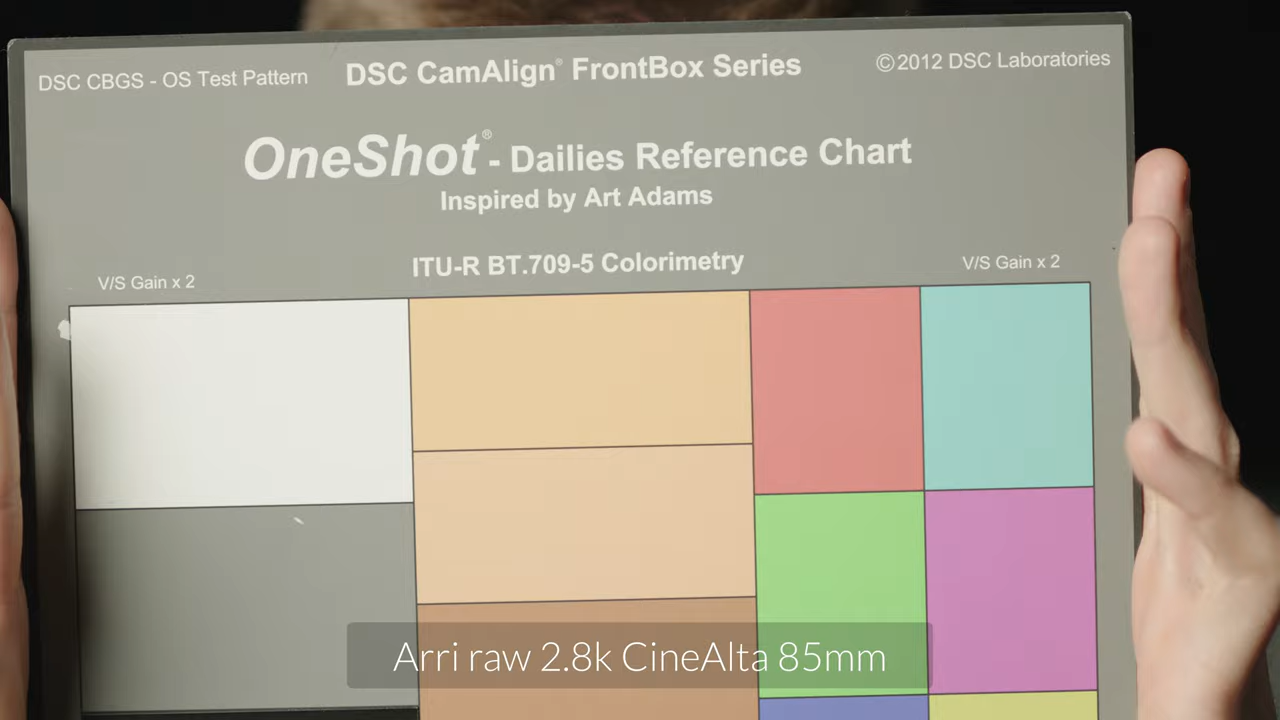 DSC CBGS - OS Test Pattern
DSC CamAlign® FrontBox Series
©2012 DSC Laboratories
OneShot® - Dailies Reference Chart
Inspired by Art Adams
ITU-R BT.709-5 Colorimetry
V/S Gain x 2
V/S Gain x 2
Arri raw 2.8k CineAlta 85mm